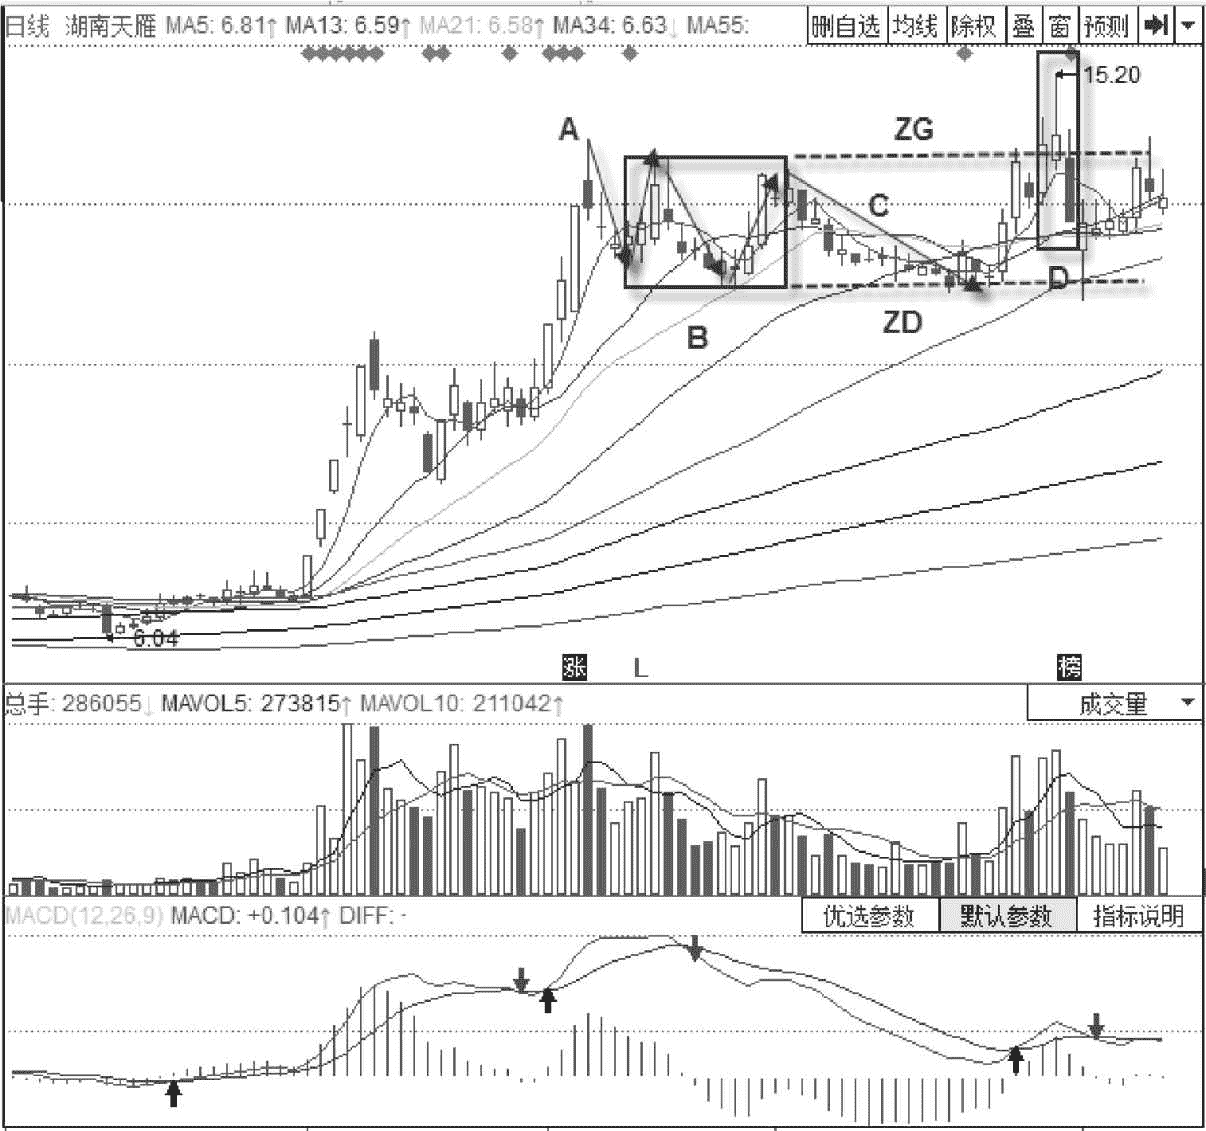 日线 湖南天雁 MA5: 6.81↑ MA13: 6.59↑ MA21: 6.58↑ MA34: 6.63↓ MA55:
删自选 均线 除权 叠 窗 预测
15.20
A
ZG
C
D
ZD
B
6.04
涨 L 榜
总手: 286055↓ MAVOL5: 273815↑ MAVOL10: 211042↑
成交量
MACD(12,26,9) MACD: +0.104↑ DIFF: -
优选参数 默认参数 指标说明